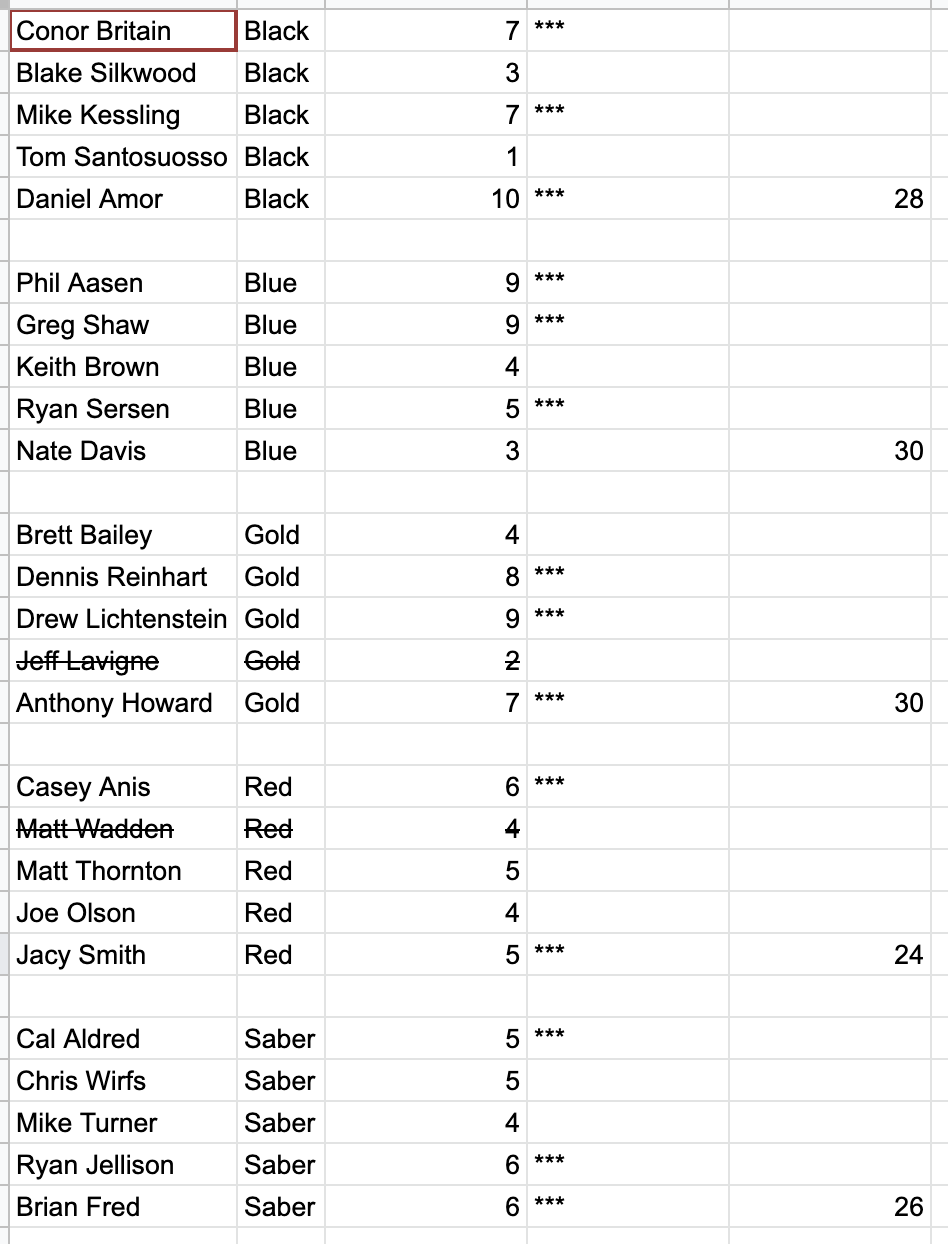 Conor Britain Black 7 ***
Blake Silkwood Black 3
Mike Kessling Black 7 ***
Tom Santosuosso Black 1
Daniel Amor Black 10 *** 28
Phil Aasen Blue 9 ***
Greg Shaw Blue 9 ***
Keith Brown Blue 4
Ryan Sersen Blue 5 ***
Nate Davis Blue 3 30
Brett Bailey Gold 4
Dennis Reinhart Gold 8 ***
Drew Lichtenstein Gold 9 ***
Jeff Lavigne Gold 2
Anthony Howard Gold 7 *** 30
Casey Anis Red 6 ***
Matt Wadden Red 4
Matt Thornton Red 5
Joe Olson Red 4
Jacy Smith Red 5 *** 24
Cal Aldred Saber 5 ***
Chris Wirfs Saber 5
Mike Turner Saber 4
Ryan Jellison Saber 6 ***
Brian Fred Saber 6 *** 26